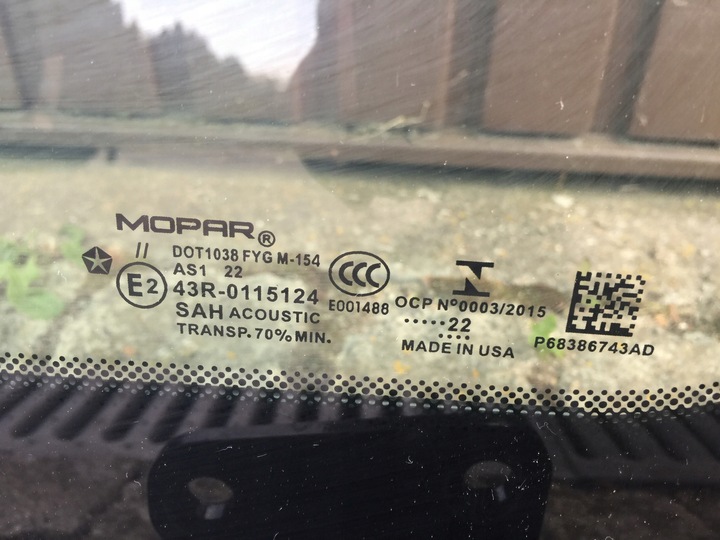 MOPAR®
// DOT1038 FYG M-154
AS1 22
E2 43R-0115124
SAH ACOUSTIC
TRANSP. 70% MIN.
CCC
E001488
OCP Nº0003/2015
.....22
....
MADE IN USA
P68386743AD